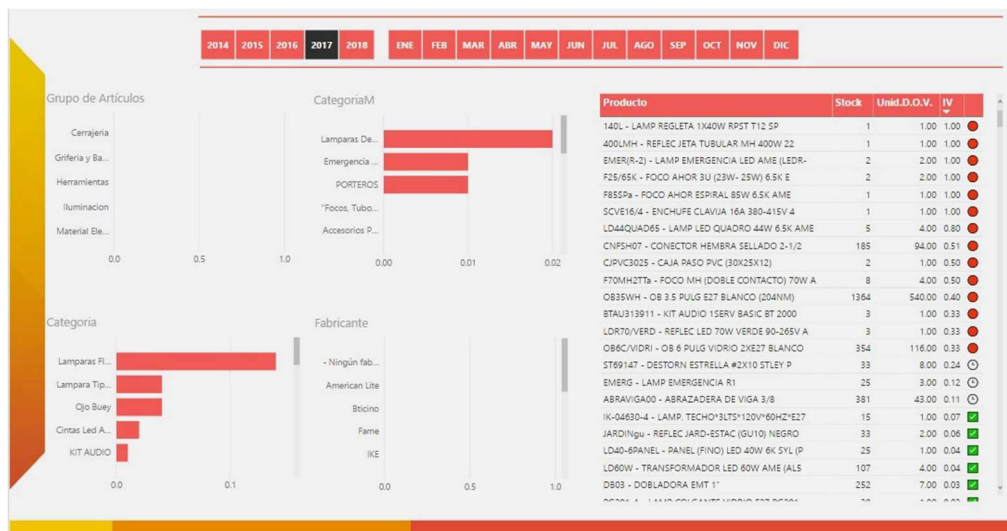 2014 2015 2016 2017 2018 ENE FEB MAR ABR MAY JUN JUL AGO SEP OCT NOV DIC
Grupo de Artículos
Cerrajeria
Griferia y Ba...
Herramientas
Iluminacion
Material Ele...
0.0 0.5 1.0
CategoriaM
Lamparas De...
Emergencia ...
PORTEROS
"Focos, Tubo...
Accesorios P...
0.00 0.01 0.02
Categoria
Lamparas Fl...
Lampara Tip...
Ojo Buey
Cintas Led A...
KIT AUDIO
0.0 0.1
Fabricante
- Ningún fab...
American Lite
Bticino
Fame
IKE
0.0 0.5 1.0
Producto Stock Unid.D.O.V. IV
140L - LAMP REGLETA 1X40W RPST T12 SP 1 1.00 1.00
400LMH - REFLEC JETA TUBULAR MH 400W 22 1 1.00 1.00
EMER(R-2) - LAMP EMERGENCIA LED AME (LEDR- 2 2.00 1.00
F25/65K - FOCO AHOR 3U (23W- 25W) 6.5K E 2 2.00 1.00
F85SPa - FOCO AHOR ESPIRAL 85W 6.5K AME 1 1.00 1.00
SCVE16/4 - ENCHUFE CLAVIJA 16A 380-415V 4 1 1.00 1.00
LD44QUAD65 - LAMP LED QUADRO 44W 6.5K AME 5 4.00 0.80
CNFSH07 - CONECTOR HEMBRA SELLADO 2-1/2 185 94.00 0.51
CJPVC3025 - CAJA PASO PVC (30X25X12) 2 1.00 0.50
F70MH2TTa - FOCO MH (DOBLE CONTACTO) 70W A 8 4.00 0.50
OB35WH - OB 3.5 PULG E27 BLANCO (204NM) 1364 540.00 0.40
BTAU313911 - KIT AUDIO 1SERV BASIC BT 2000 3 1.00 0.33
LDR70/VERD - REFLEC LED 70W VERDE 90-265V A 3 1.00 0.33
OB6C/VIDRI - OB 6 PULG VIDRIO 2XE27 BLANCO 354 116.00 0.33
ST69147 - DESTORN ESTRELLA #2X10 STLEY P 33 8.00 0.24
EMERG - LAMP EMERGENCIA R1 25 3.00 0.12
ABRAVIGA00 - ABRAZADERA DE VIGA 3/8 381 43.00 0.11
IK-04630-4 - LAMP. TECHO*3LTS*120V*60HZ*E27 15 1.00 0.07
JARDINgu - REFLEC JARD-ESTAC (GU10) NEGRO 33 2.00 0.06
LD40-6PANEL - PANEL (FINO) LED 40W 6K SYL (P 25 1.00 0.04
LD60W - TRANSFORMADOR LED 60W AME (AL5 107 4.00 0.04
DB03 - DOBLADORA EMT 1" 252 7.00 0.03